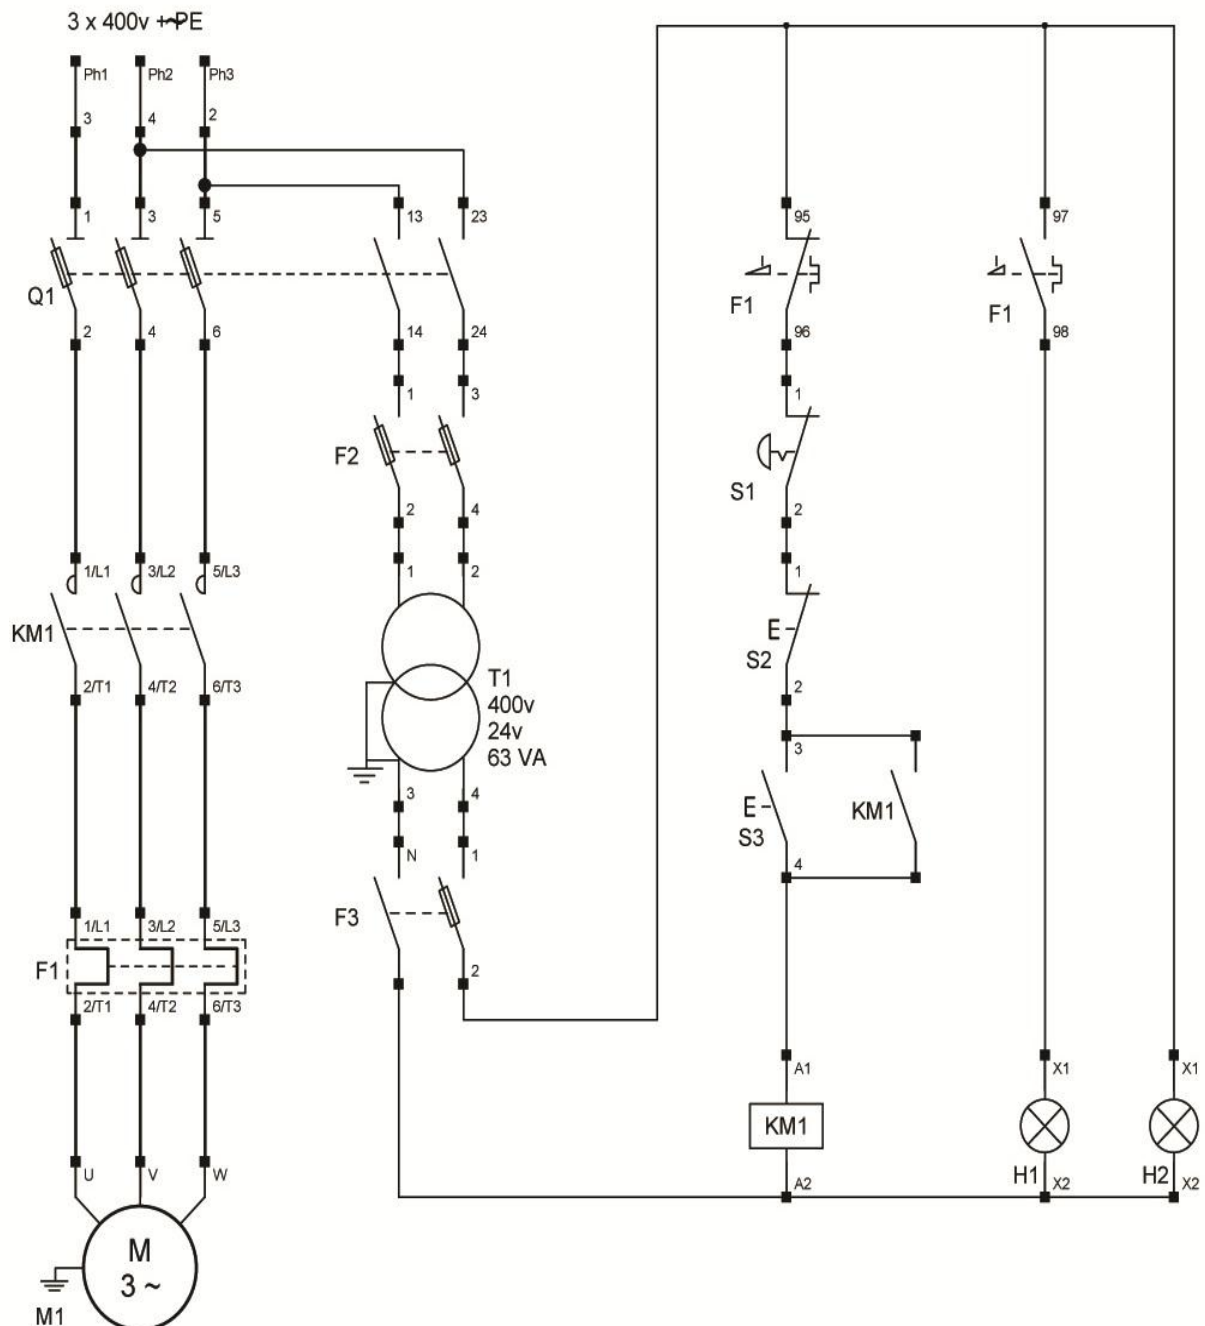 3 x 400v +~PE
Ph1 Ph2 Ph3
3 4 2
1 3 5 13 23 95 97
Q1 F1 F1
2 4 6 14 24 96 98
1 3 1
F2 S1
2 4 2
1/L1 3/L2 5/L3 1 2 1
KM1 E S2
2/T1 4/T2 6/T3 2
T1
400v
24v
63 VA
3
3 4
E S3 KM1
N 1 4
F3
1/L1 3/L2 5/L3
F1 2
2/T1 4/T2 6/T3
A1 X1 X1
KM1
U V W H1 H2
A2 X2 X2
M
3 ~
M1